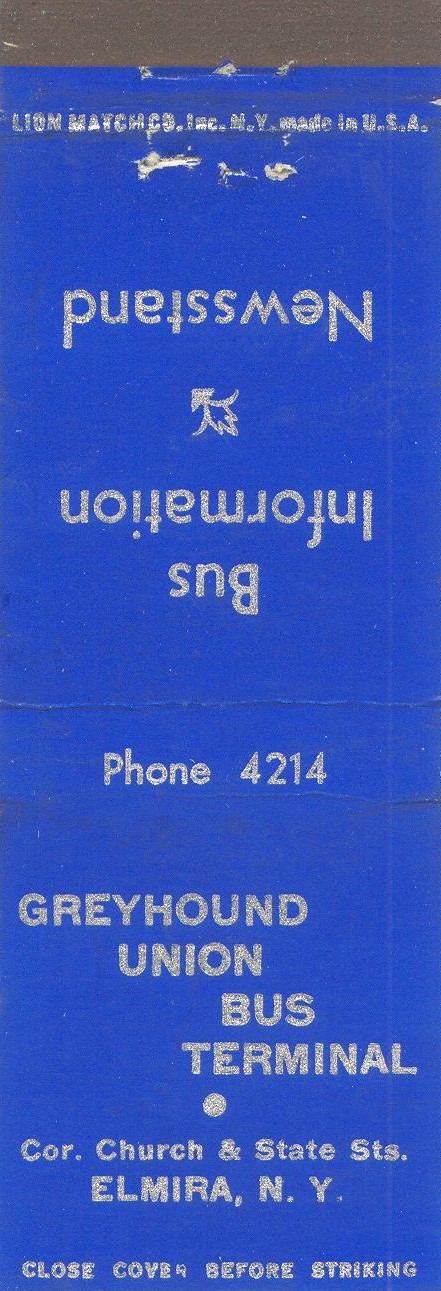 LION MATCH CO. Inc. N.Y. made in U.S.A.
Bus
Information
Newsstand
Phone 4214
GREYHOUND
UNION
BUS
TERMINAL
Cor. Church & State Sts.
ELMIRA, N. Y.
CLOSE COVER BEFORE STRIKING